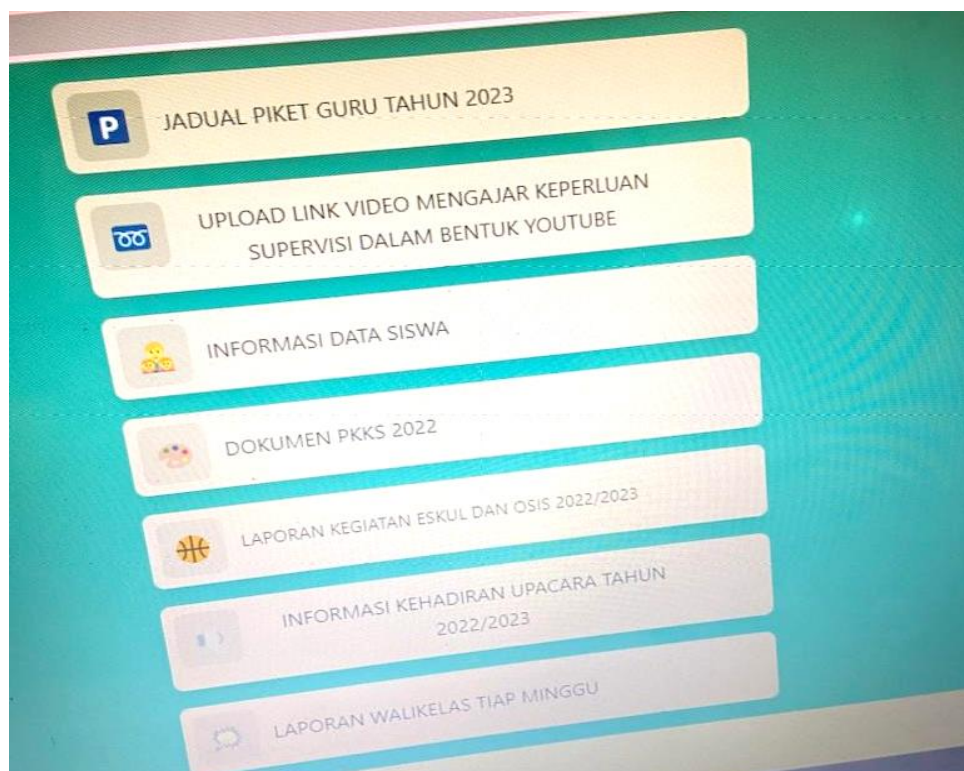 P JADUAL PIKET GURU TAHUN 2023
UPLOAD LINK VIDEO MENGAJAR KEPERLUAN
SUPERVISI DALAM BENTUK YOUTUBE
INFORMASI DATA SISWA
DOKUMEN PKKS 2022
LAPORAN KEGIATAN ESKUL DAN OSIS 2022/2023
INFORMASI KEHADIRAN UPACARA TAHUN
2022/2023
LAPORAN WALIKELAS TIAP MINGGU